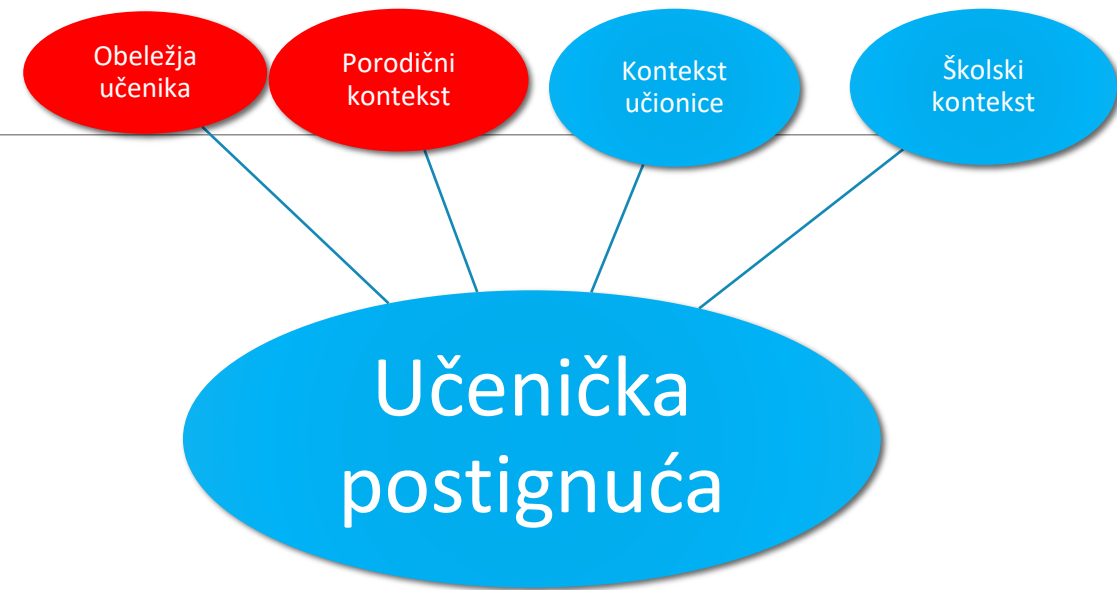 Obeležja
učenika
Porodični
kontekst
Kontekst
učionice
Školski
kontekst
Učenička
postignuća